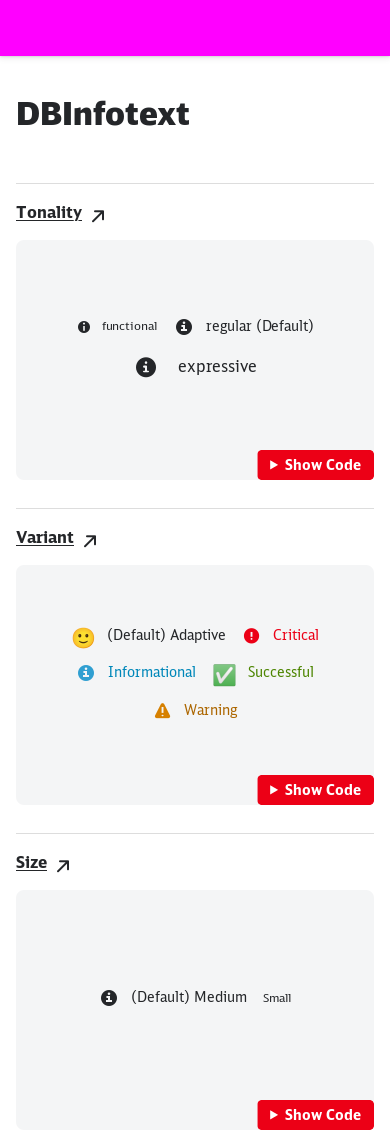 DBInfotext
Tonality
functional regular (Default)
expressive
Show Code
Variant
(Default) Adaptive Critical
Informational Successful
Warning
Show Code
Size
(Default) Medium Small
Show Code